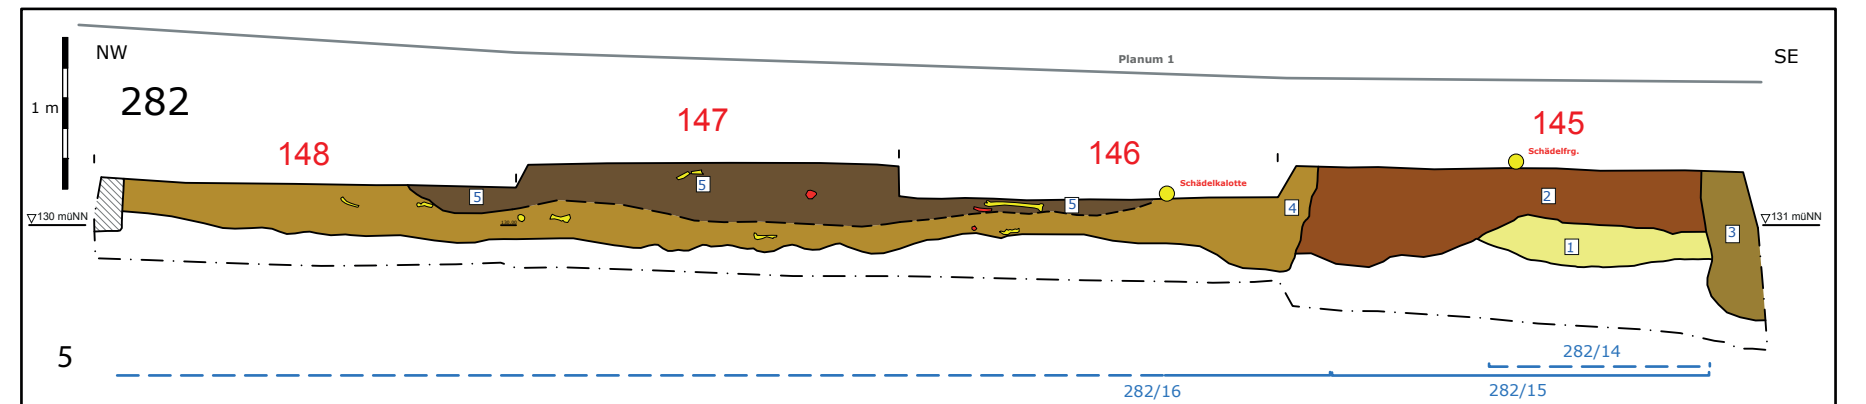 Planum 1
NW
SE
1 m
282
147
145
148
146
Schädelfrg.
Schädelkalotte
5
5
5
2
4
▽130 müNN
▽131 müNN
3
1
5
282/14
282/16
282/15